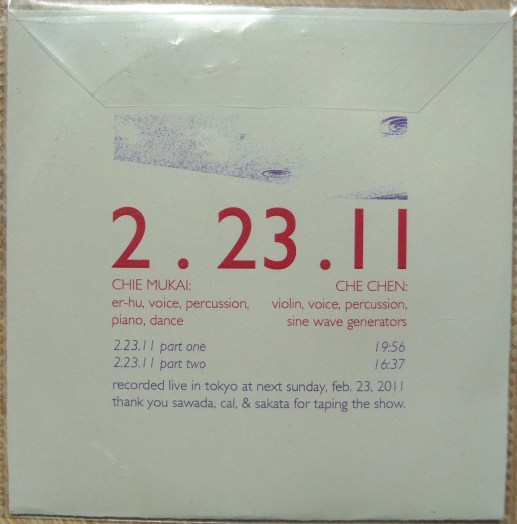 2.23.11
CHIE MUKAI: CHE CHEN:
er-hu, voice, percussion, violin, voice, percussion,
piano, dance sine wave generators
2.23.11 part one 19:56
2.23.11 part two 16:37
recorded live in tokyo at next sunday, feb. 23, 2011
thank you sawada, cal, & sakata for taping the show.